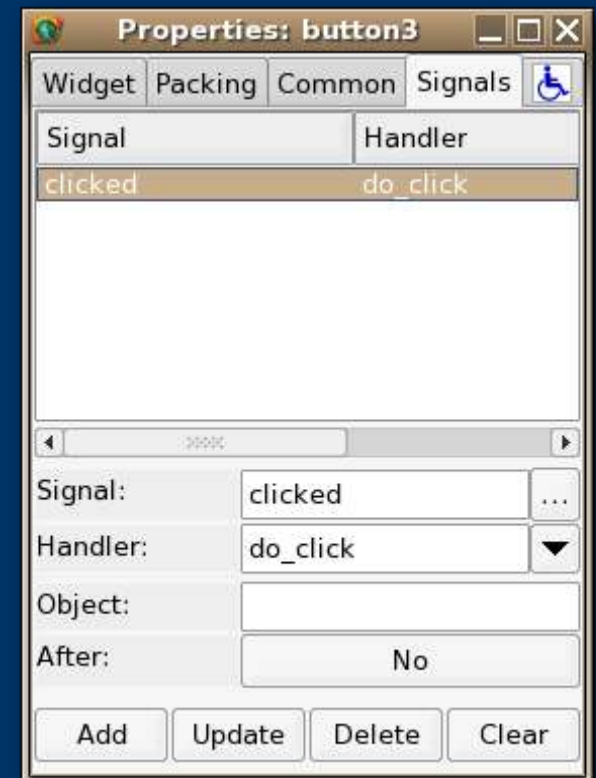 Properties: button3
Widget Packing Common Signals
Signal Handler
clicked do_click
Signal: clicked ...
Handler: do_click
Object:
After: No
Add Update Delete Clear